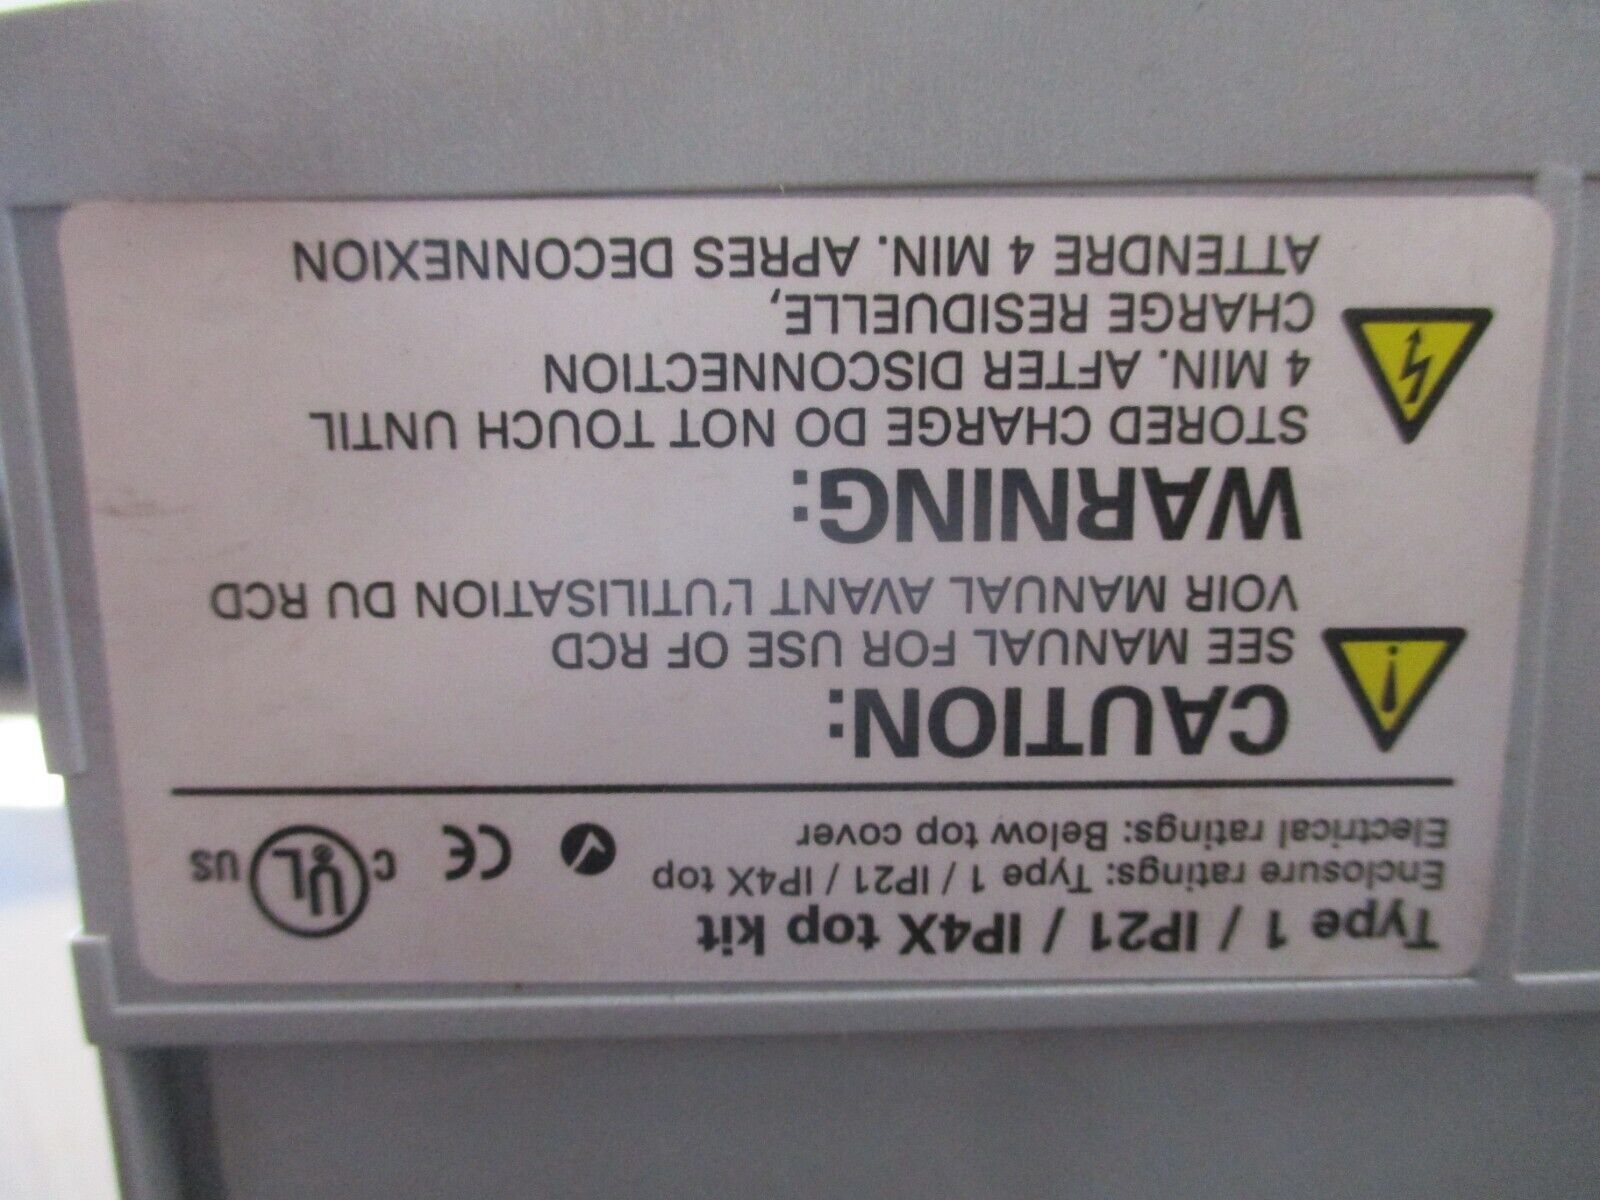 Type 1 / IP21 / IP4X top kit
Enclosure ratings: Type 1 / IP21 / IP4X top
Electrical ratings: Below top cover
CE c UL US
CAUTION:
SEE MANUAL FOR USE OF RCD
VOIR MANUAL AVANT L'UTILISATION DU RCD
WARNING:
STORED CHARGE DO NOT TOUCH UNTIL
4 MIN. AFTER DISCONNECTION
CHARGE RESIDUELLE,
ATTENDRE 4 MIN. APRES DECONNEXION